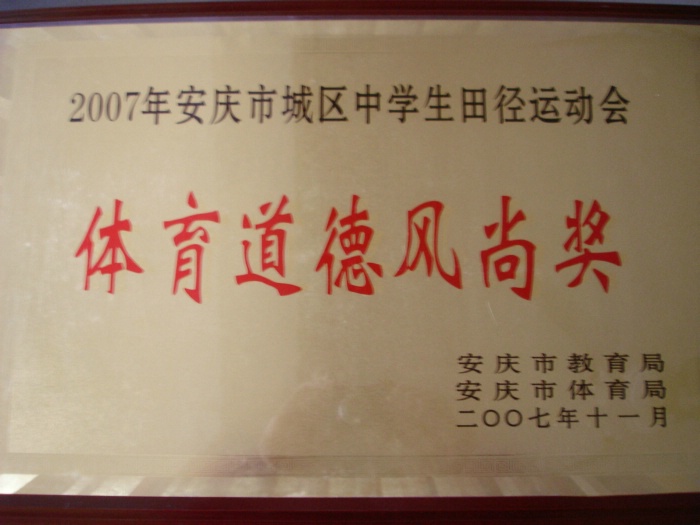 2007年安庆市城区中学生田径运动会
体育道德风尚奖
安庆市教育局
安庆市体育局
二〇〇七年十一月